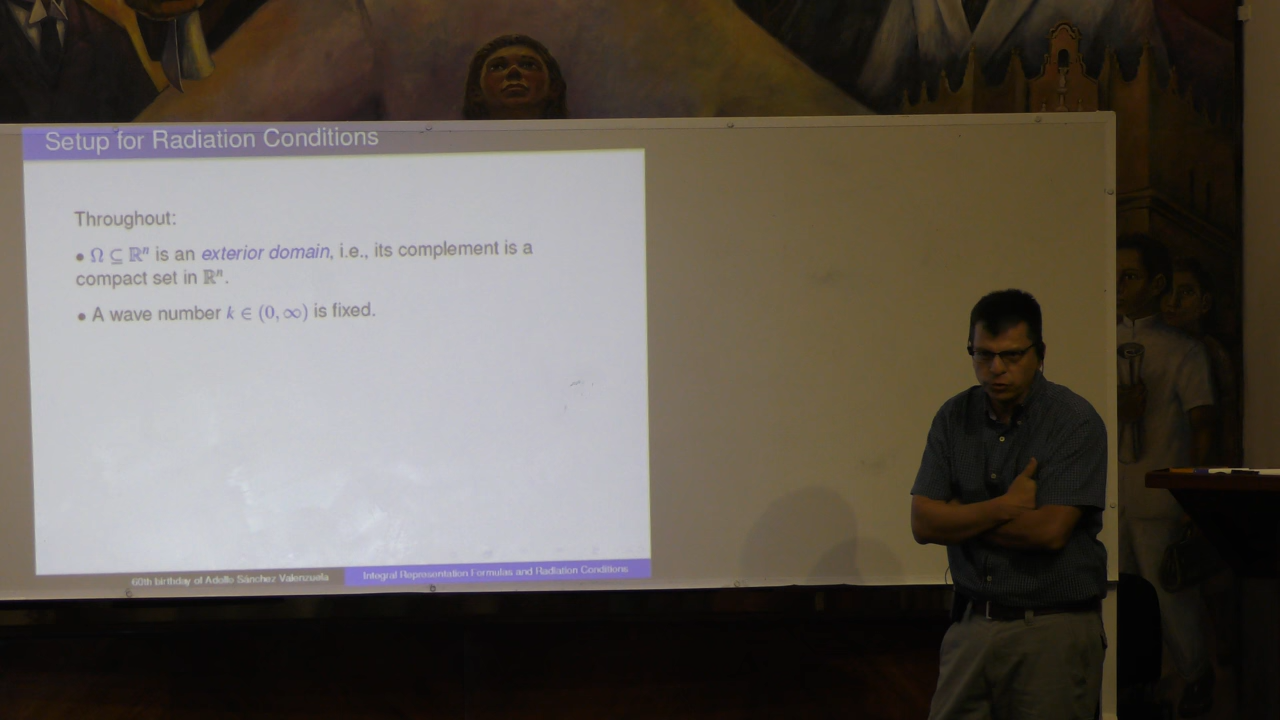 Setup for Radiation Conditions
Throughout:
• Ω ⊆ ℝⁿ is an exterior domain, i.e., its complement is a
compact set in ℝⁿ.
• A wave number k ∈ (0, ∞) is fixed.
60th birthday of Adolfo Sánchez Valenzuela
Integral Representation Formulas and Radiation Conditions